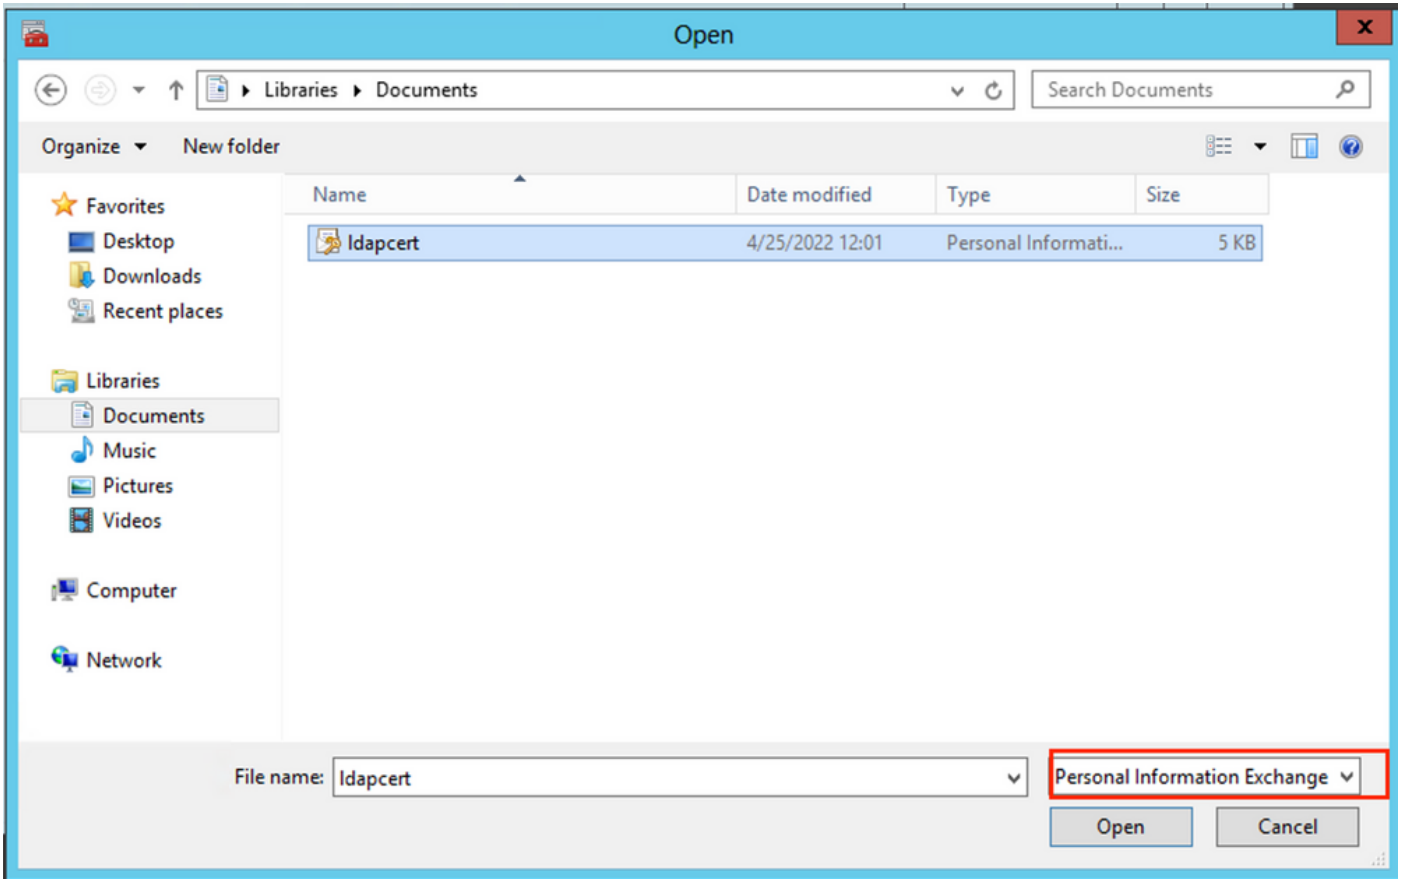 Open
x
Libraries Documents
Search Documents
Organize New folder
Name Date modified Type Size
ldapcert 4/25/2022 12:01 Personal Informati... 5 KB
Favorites
Desktop
Downloads
Recent places
Libraries
Documents
Music
Pictures
Videos
Computer
Network
File name: ldapcert Personal Information Exchange
Open Cancel